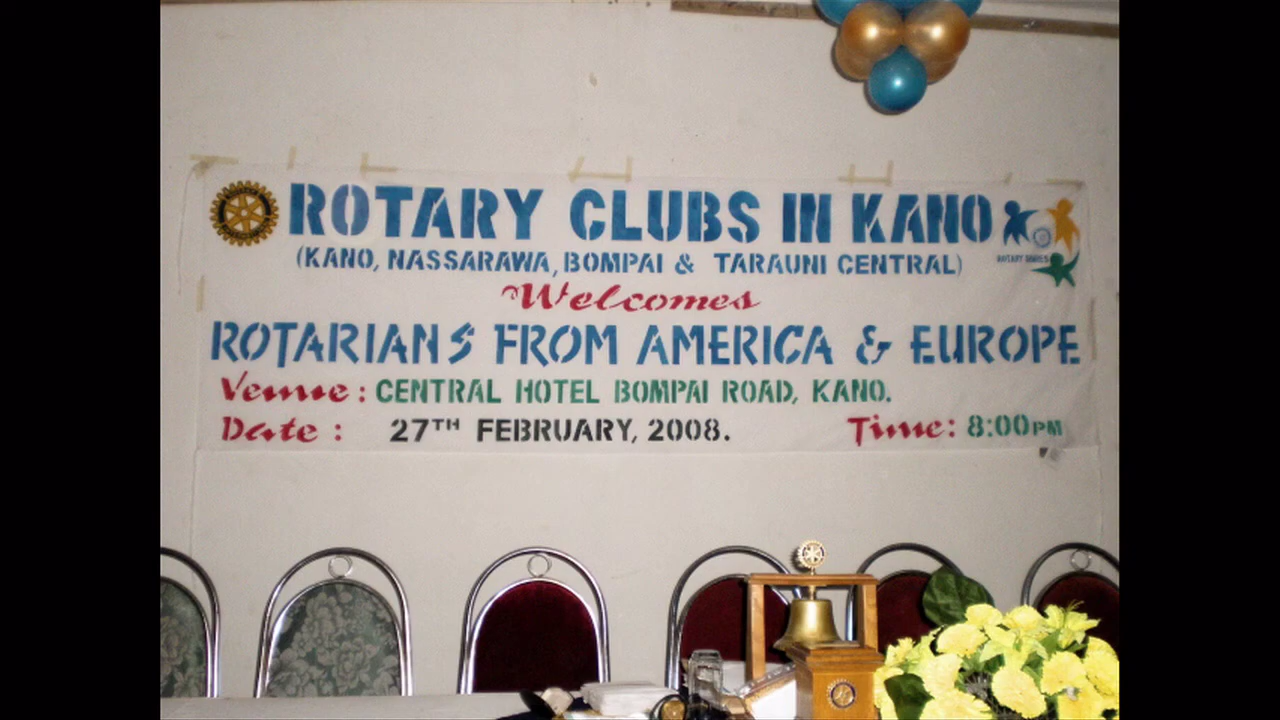 ROTARY CLUBS IN KANO
(KANO, NASSARAWA, BOMPAI & TARAUNI CENTRAL)
Welcomes
ROTARIANS FROM AMERICA & EUROPE
Venue: CENTRAL HOTEL BOMPAI ROAD, KANO.
Date: 27TH FEBRUARY, 2008. Time: 8:00PM